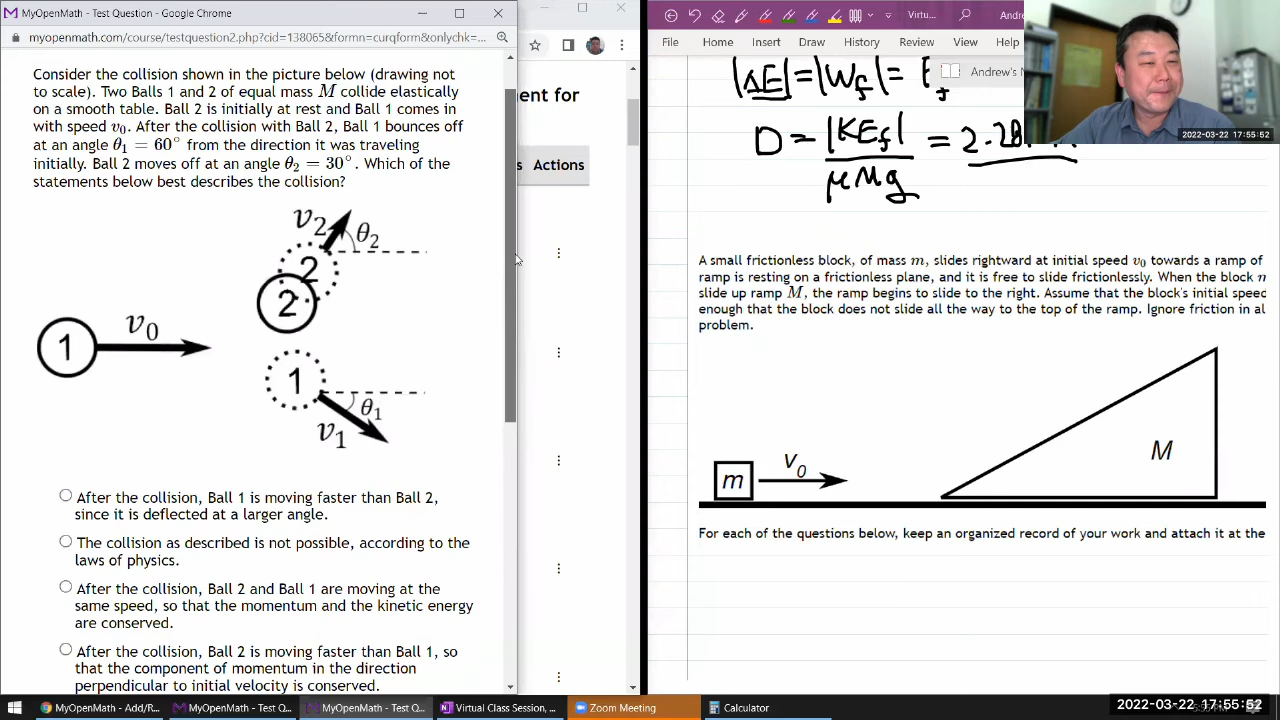 MyOpenMath - Test Question - Google Chrome
myopenmath.com/course/testquestion2.php?cid=138065&formn=curqform&onlychk=...
Consider the collision shown in the picture below (drawing not
to scale). Two Balls 1 and 2 of equal mass M collide elastically
on a smooth table. Ball 2 is initially at rest and Ball 1 comes in
with speed v₀. After the collision with Ball 2, Ball 1 bounces off
at an angle θ₁ = 60° from the direction it was traveling
initially. Ball 2 moves off at an angle θ₂ = 30°. Which of the
statements below best describes the collision?
v₂
θ₂
2
2
v₀
1
1
θ₁
v₁
After the collision, Ball 1 is moving faster than Ball 2,
since it is deflected at a larger angle.
The collision as described is not possible, according to the
laws of physics.
After the collision, Ball 2 and Ball 1 are moving at the
same speed, so that the momentum and the kinetic energy
are conserved.
After the collision, Ball 2 is moving faster than Ball 1, so
that the component of momentum in the direction
perpendicular to initial velocity is conserved.
ent for
s Actions
Virtu...
Andre
File Home Insert Draw History Review View How
Andrew's N
|ΔE| = |W_f| = F_f
D = |KE_f| / μMg = 2.28
2022-03-22 17:55:52
A small frictionless block, of mass m, slides rightward at initial speed v₀ towards a ramp of
ramp is resting on a frictionless plane, and it is free to slide frictionlessly. When the block
slide up ramp M, the ramp begins to slide to the right. Assume that the block's initial speed
enough that the block does not slide all the way to the top of the ramp. Ignore friction in al
problem.
v₀
m
M
For each of the questions below, keep an organized record of your work and attach it at the
MyOpenMath - Add/R...
MyOpenMath - Test Q...
MyOpenMath - Test Q...
Virtual Class Session, ...
Zoom Meeting
Calculator
2022-03-22 17:55:52